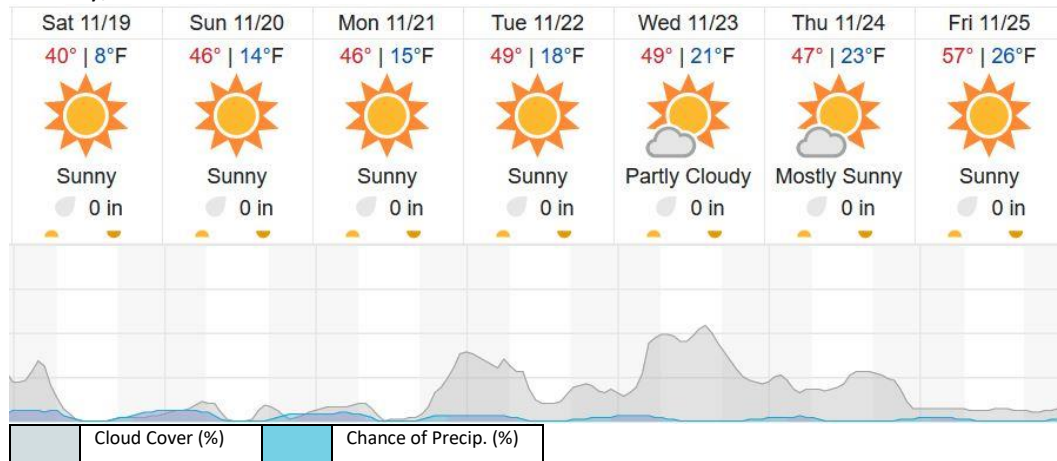 Sat 11/19 Sun 11/20 Mon 11/21 Tue 11/22 Wed 11/23 Thu 11/24 Fri 11/25
40° | 8°F 46° | 14°F 46° | 15°F 49° | 18°F 49° | 21°F 47° | 23°F 57° | 26°F
Sunny Sunny Sunny Sunny Partly Cloudy Mostly Sunny Sunny
0 in 0 in 0 in 0 in 0 in 0 in 0 in
Cloud Cover (%) Chance of Precip. (%)